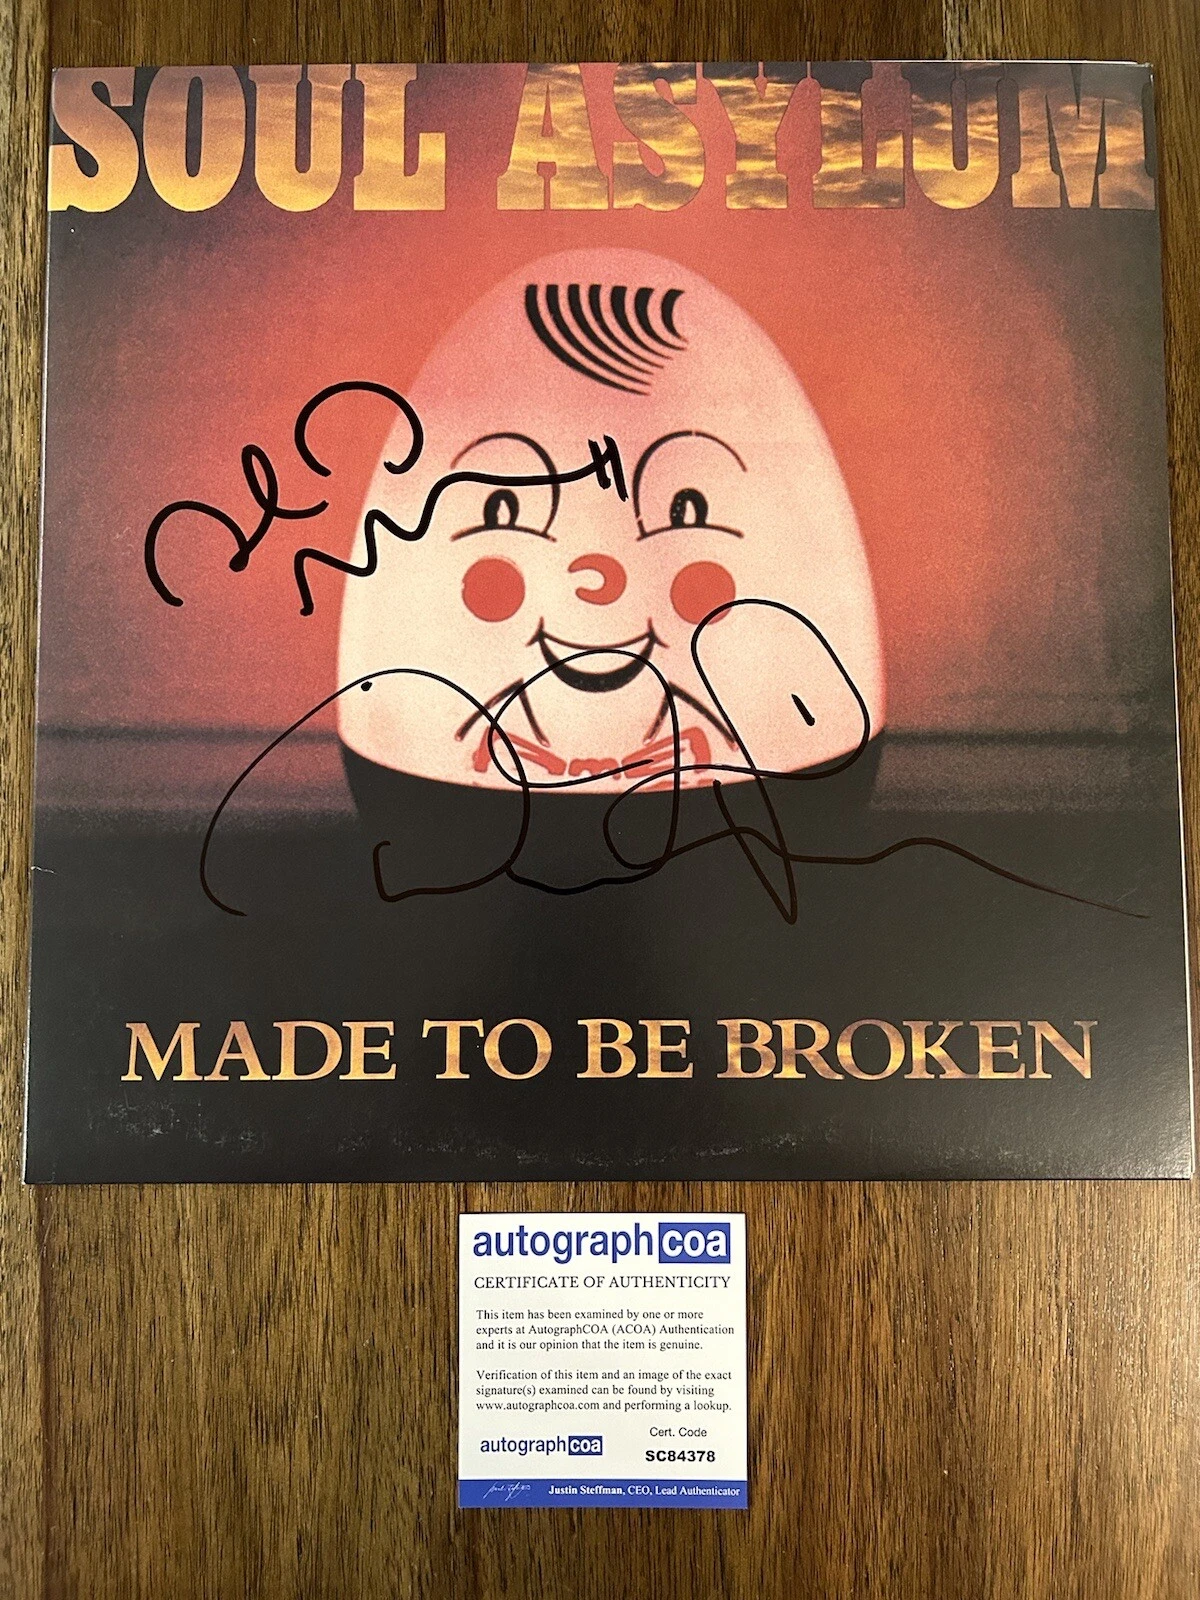 SOUL ASYLUM
MADE TO BE BROKEN
autographcoa
CERTIFICATE OF AUTHENTICITY
This item has been examined by one or more
experts at AutographCOA (ACOA) Authentication
and it is our opinion that the item is genuine.
Verification of this item and an image of the exact
signature(s) examined can be found by visiting
www.autographcoa.com and performing a lookup.
autographcoa
Cert. Code
SC84378
Justin Steffman, CEO, Lead Authenticator